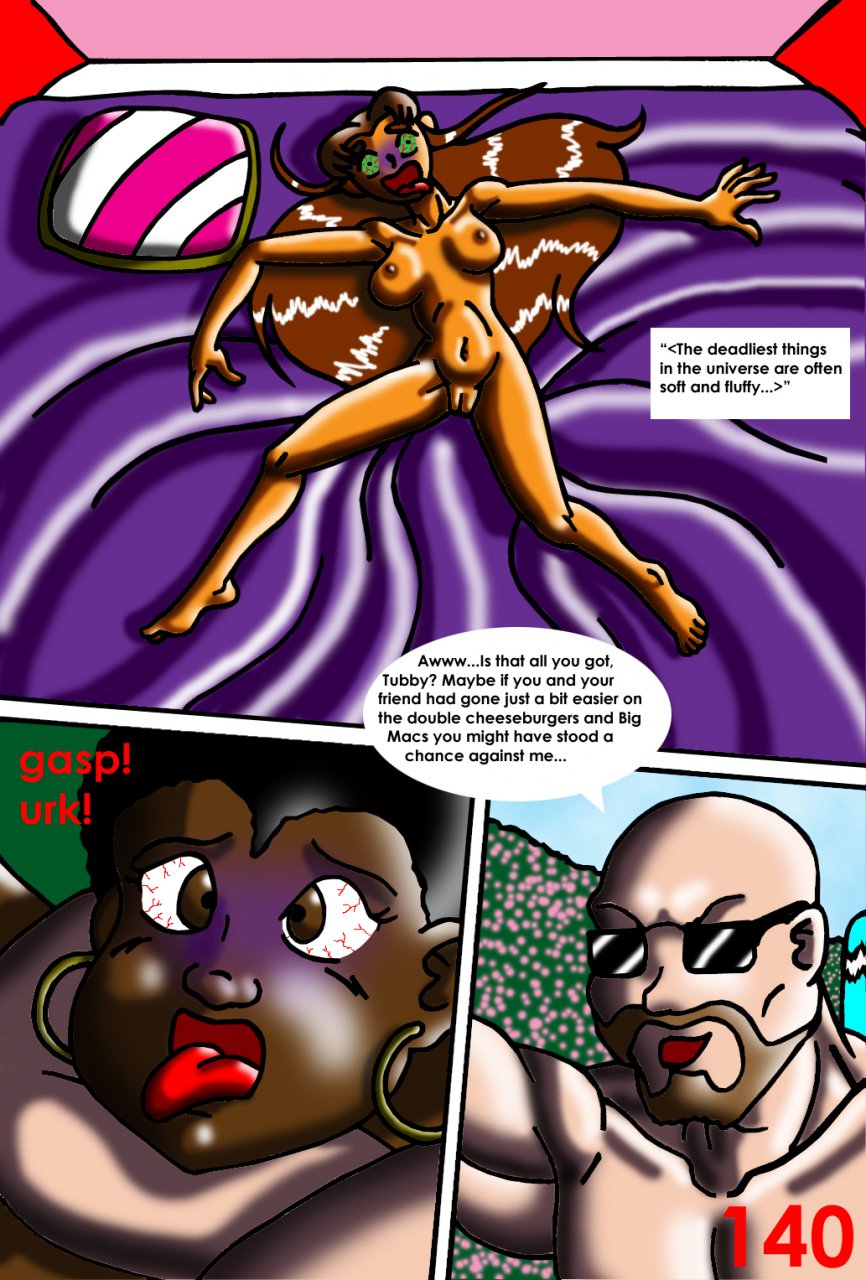 “<The deadliest things
in the universe are often
soft and fluffy...>”
Awww...Is that all you got,
Tubby? Maybe if you and your
friend had gone just a bit easier on
the double cheeseburgers and Big
Macs you might have stood a
chance against me...
gasp!
urk!
140